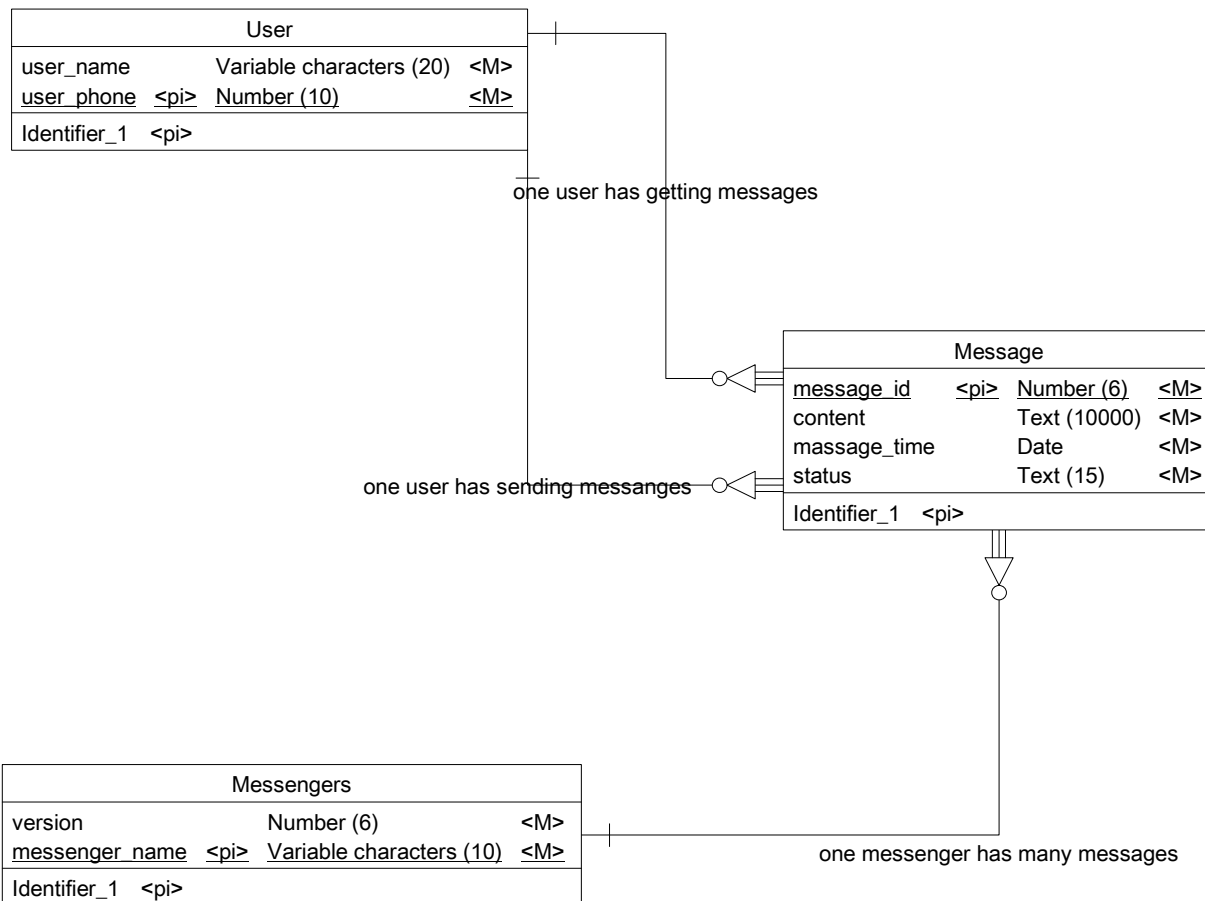 User
user_name Variable characters (20) <M>
user_phone <pi> Number (10) <M>
Identifier_1 <pi>
one user has getting messages
Message
message_id <pi> Number (6) <M>
content Text (10000) <M>
massage_time Date <M>
status Text (15) <M>
Identifier_1 <pi>
one user has sending messanges
Messengers
version Number (6) <M>
messenger_name <pi> Variable characters (10) <M>
Identifier_1 <pi>
one messenger has many messages